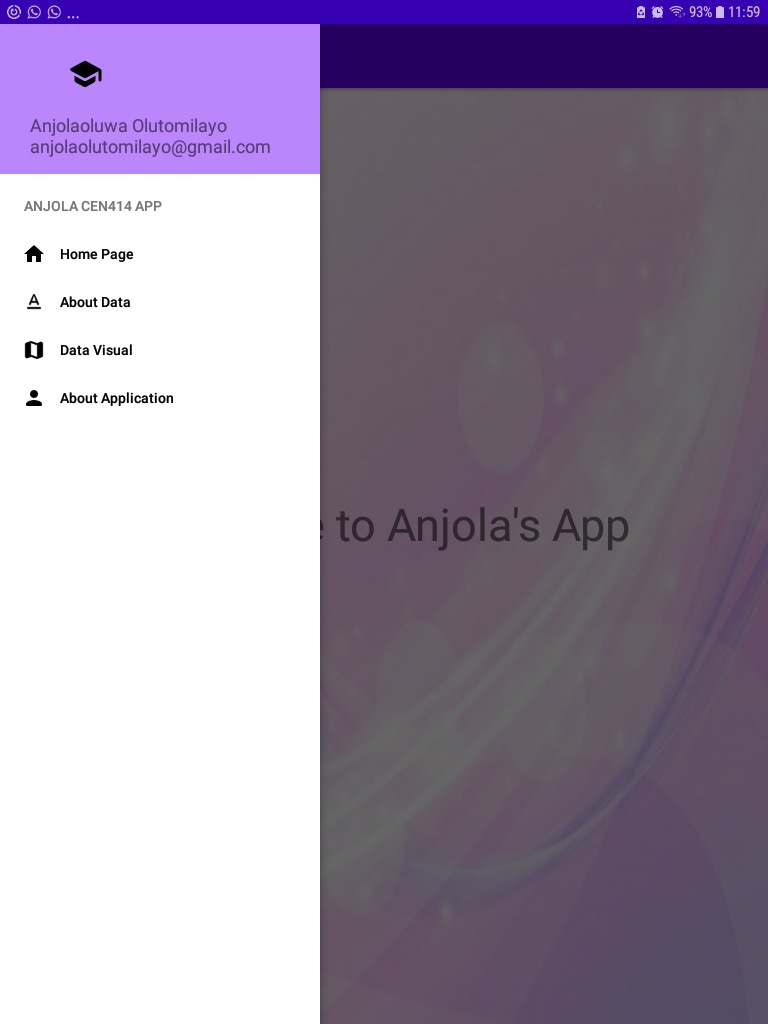 ... 93% 11:59
Anjolaoluwa Olutomilayo
anjolaolutomilayo@gmail.com
ANJOLA CEN414 APP
Home Page
A About Data
Data Visual
About Application
e to Anjola's App